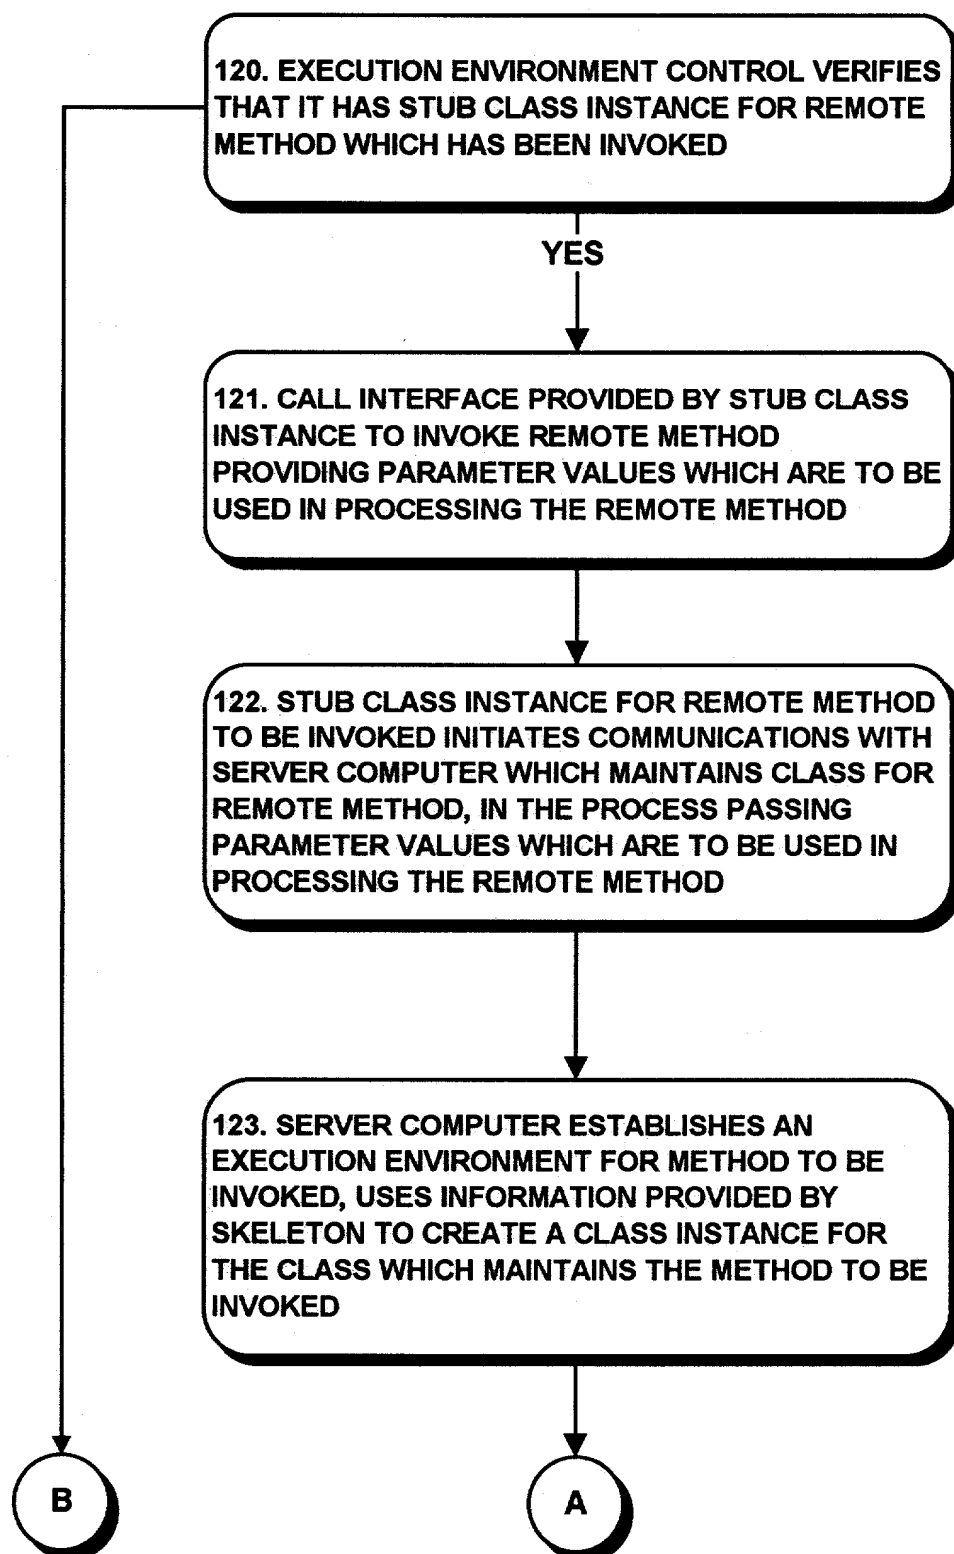 120. EXECUTION ENVIRONMENT CONTROL VERIFIES
THAT IT HAS STUB CLASS INSTANCE FOR REMOTE
METHOD WHICH HAS BEEN INVOKED
YES
121. CALL INTERFACE PROVIDED BY STUB CLASS
INSTANCE TO INVOKE REMOTE METHOD
PROVIDING PARAMETER VALUES WHICH ARE TO BE
USED IN PROCESSING THE REMOTE METHOD
122. STUB CLASS INSTANCE FOR REMOTE METHOD
TO BE INVOKED INITIATES COMMUNICATIONS WITH
SERVER COMPUTER WHICH MAINTAINS CLASS FOR
REMOTE METHOD, IN THE PROCESS PASSING
PARAMETER VALUES WHICH ARE TO BE USED IN
PROCESSING THE REMOTE METHOD
123. SERVER COMPUTER ESTABLISHES AN
EXECUTION ENVIRONMENT FOR METHOD TO BE
INVOKED, USES INFORMATION PROVIDED BY
SKELETON TO CREATE A CLASS INSTANCE FOR
THE CLASS WHICH MAINTAINS THE METHOD TO BE
INVOKED
B
A